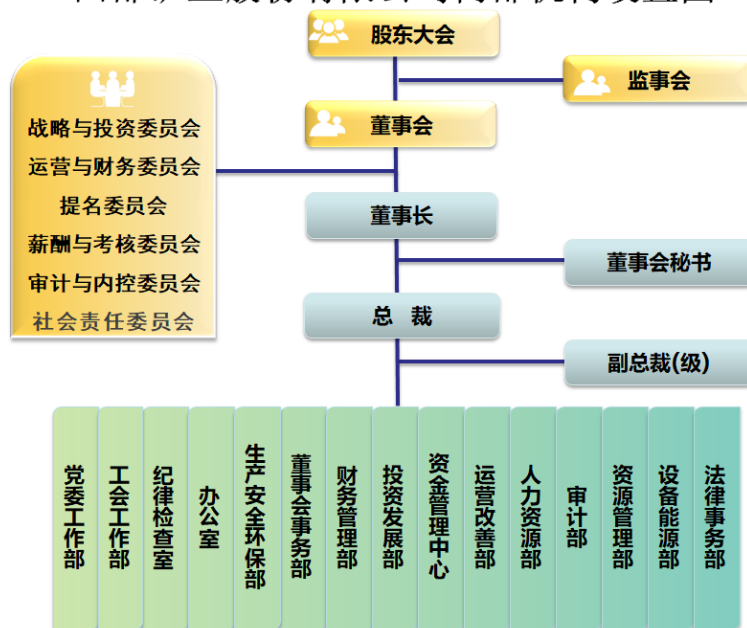 股东大会
监事会
董事会
战略与投资委员会
运营与财务委员会
提名委员会
薪酬与考核委员会
审计与内控委员会
社会责任委员会
董事长
董事会秘书
总 裁
副总裁(级)
党委工作部
工会工作部
纪律检查室
办公室
生产安全环保部
董事会事务部
财务管理部
投资发展部
资金管理中心
运营改善部
人力资源部
审计部
资源管理部
设备能源部
法律事务部